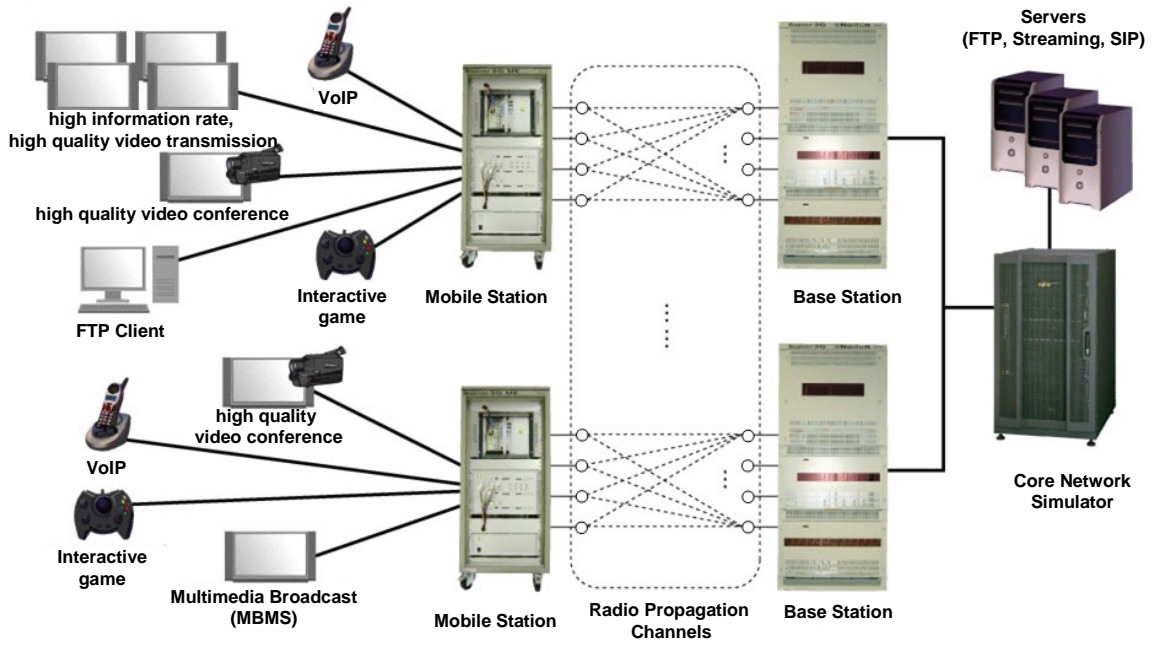 Servers
(FTP, Streaming, SIP)
VoIP
high information rate,
high quality video transmission
high quality video conference
FTP Client
Interactive
game
Mobile Station
Base Station
high quality
video conference
VoIP
Interactive
game
Multimedia Broadcast
(MBMS)
Mobile Station
Radio Propagation
Channels
Base Station
Core Network
Simulator